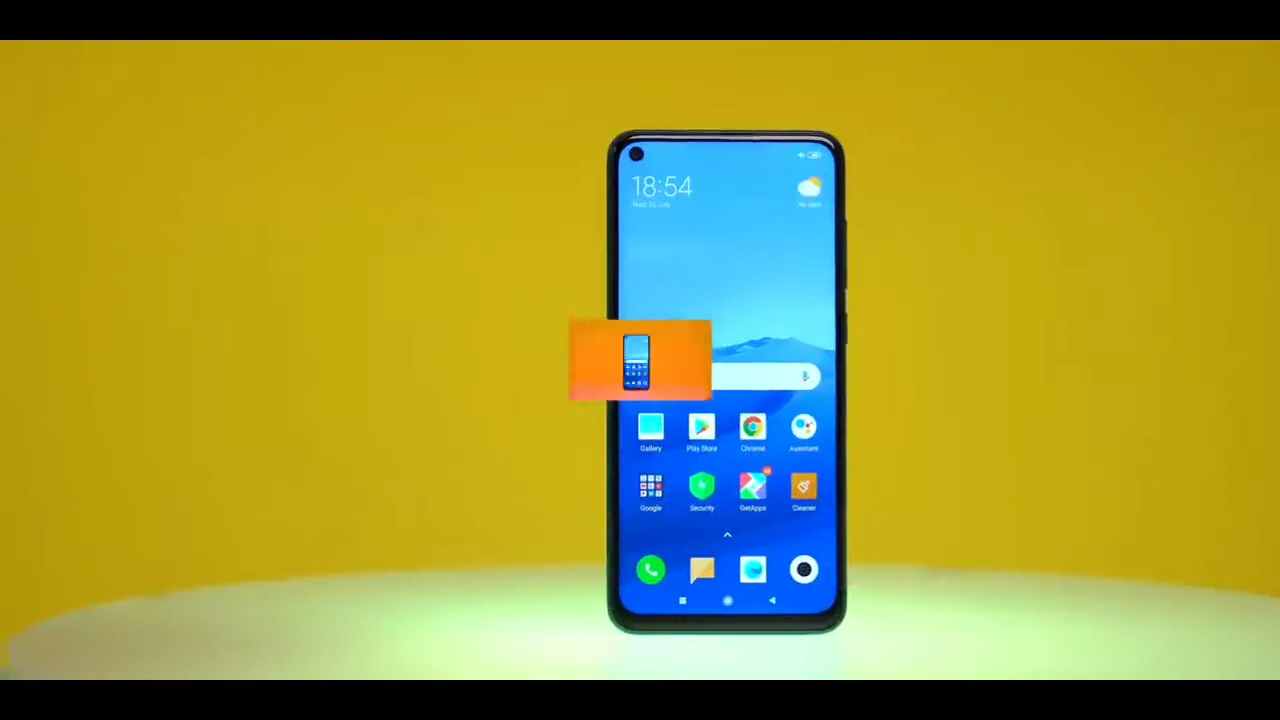 18:54
Gallery
Play Store
Chrome
Assistant
Google
Security
GetApps
Cleaner